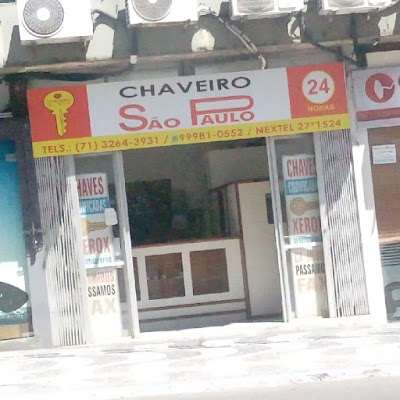 CHAVEIRO
SÃO PAULO
24
HORAS
TELS.: (71) 3264-3931 / 99981-0552 / NEXTEL 27*1524
CHAVES
XEROX
PASSAMOS
FAX
CHAVES
XEROX
PASSAMOS
FAX